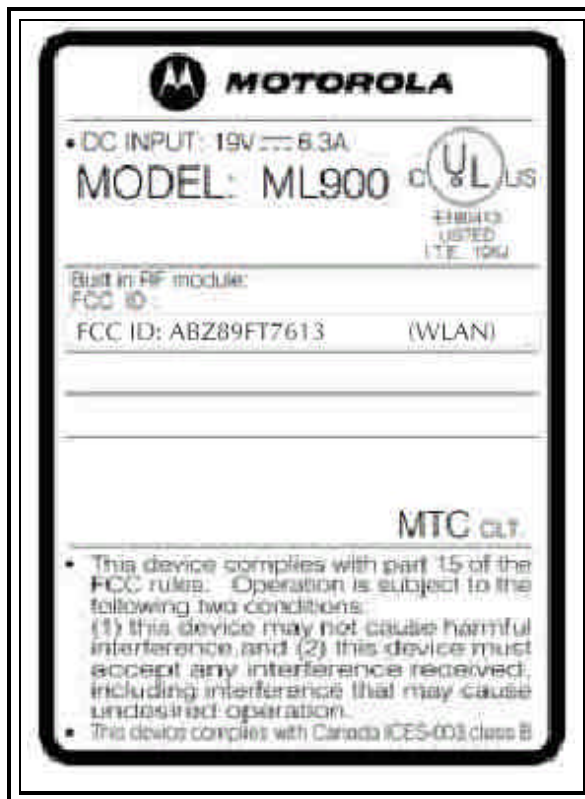 MOTOROLA
• DC INPUT: 19V ⎓ 6.3A
MODEL: ML900
C UL US
LISTED
I.T.E.
Built in RF module:
FCC ID :
FCC ID: ABZ89FT7613 (WLAN)
MTC CLT.
• This device complies with part 15 of the
FCC rules. Operation is subject to the
following two conditions:
(1) this device may not cause harmful
interference,and (2) this device must
accept any interference received,
including interference that may cause
undesired operation.
• This device complies with Canada ICES-003 class B